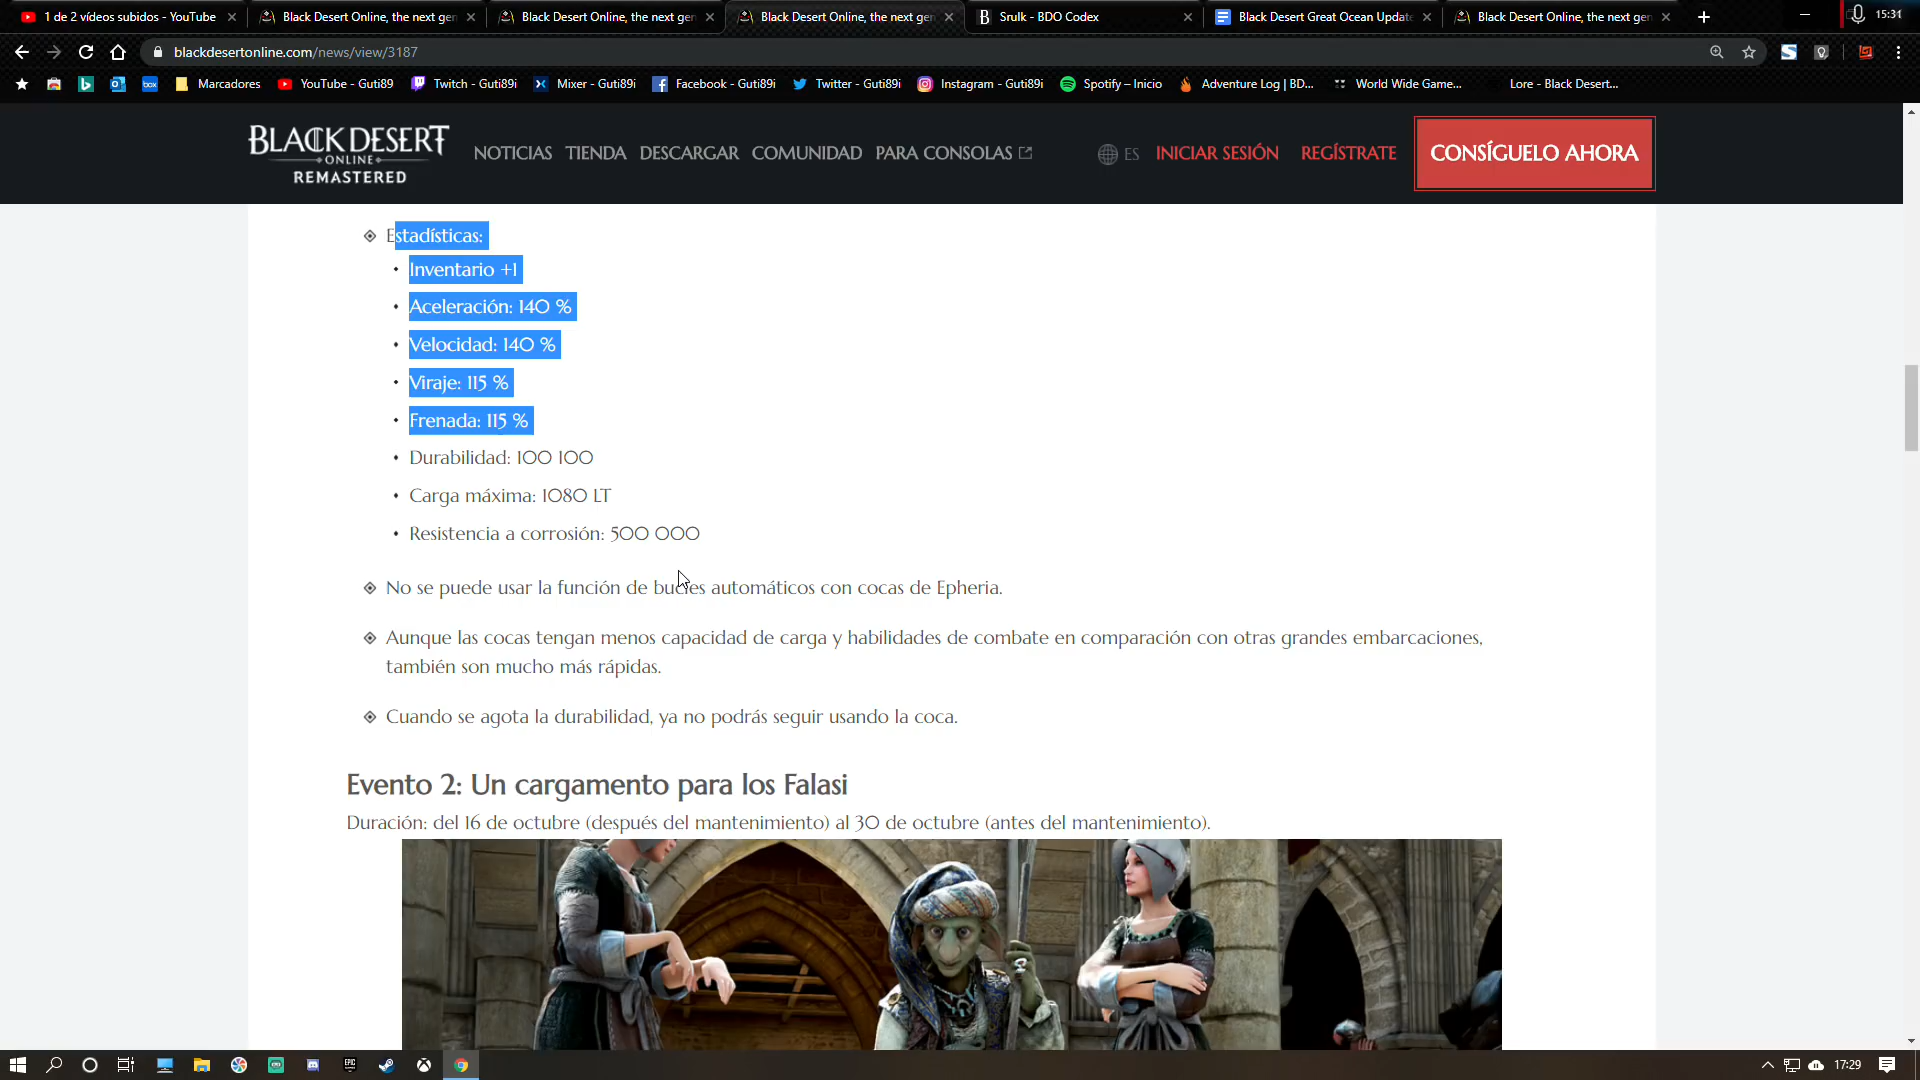 1 de 2 vídeos subidos - YouTube
Black Desert Online, the next gen
Black Desert Online, the next gen
Black Desert Online, the next gen
Srulk - BDO Codex
Black Desert Great Ocean Update
Black Desert Online, the next gen
15:31
blackdesertonline.com/news/view/3187
Marcadores
YouTube - Guti89
Twitch - Guti89i
Mixer - Guti89i
Facebook - Guti89i
Twitter - Guti89i
Instagram - Guti89i
Spotify – Inicio
Adventure Log | BD...
World Wide Game...
Lore - Black Desert...
BLACK DESERT
ONLINE
REMASTERED
NOTICIAS
TIENDA
DESCARGAR
COMUNIDAD
PARA CONSOLAS
ES
INICIAR SESIÓN
REGÍSTRATE
CONSÍGUELO AHORA
Estadísticas:
Inventario +1
Aceleración: 140 %
Velocidad: 140 %
Viraje: 115 %
Frenada: 115 %
Durabilidad: 100 100
Carga máxima: 1080 LT
Resistencia a corrosión: 500 000
No se puede usar la función de bucles automáticos con cocas de Epheria.
Aunque las cocas tengan menos capacidad de carga y habilidades de combate en comparación con otras grandes embarcaciones,
también son mucho más rápidas.
Cuando se agota la durabilidad, ya no podrás seguir usando la coca.
Evento 2: Un cargamento para los Falasi
Duración: del 16 de octubre (después del mantenimiento) al 30 de octubre (antes del mantenimiento).
17:29